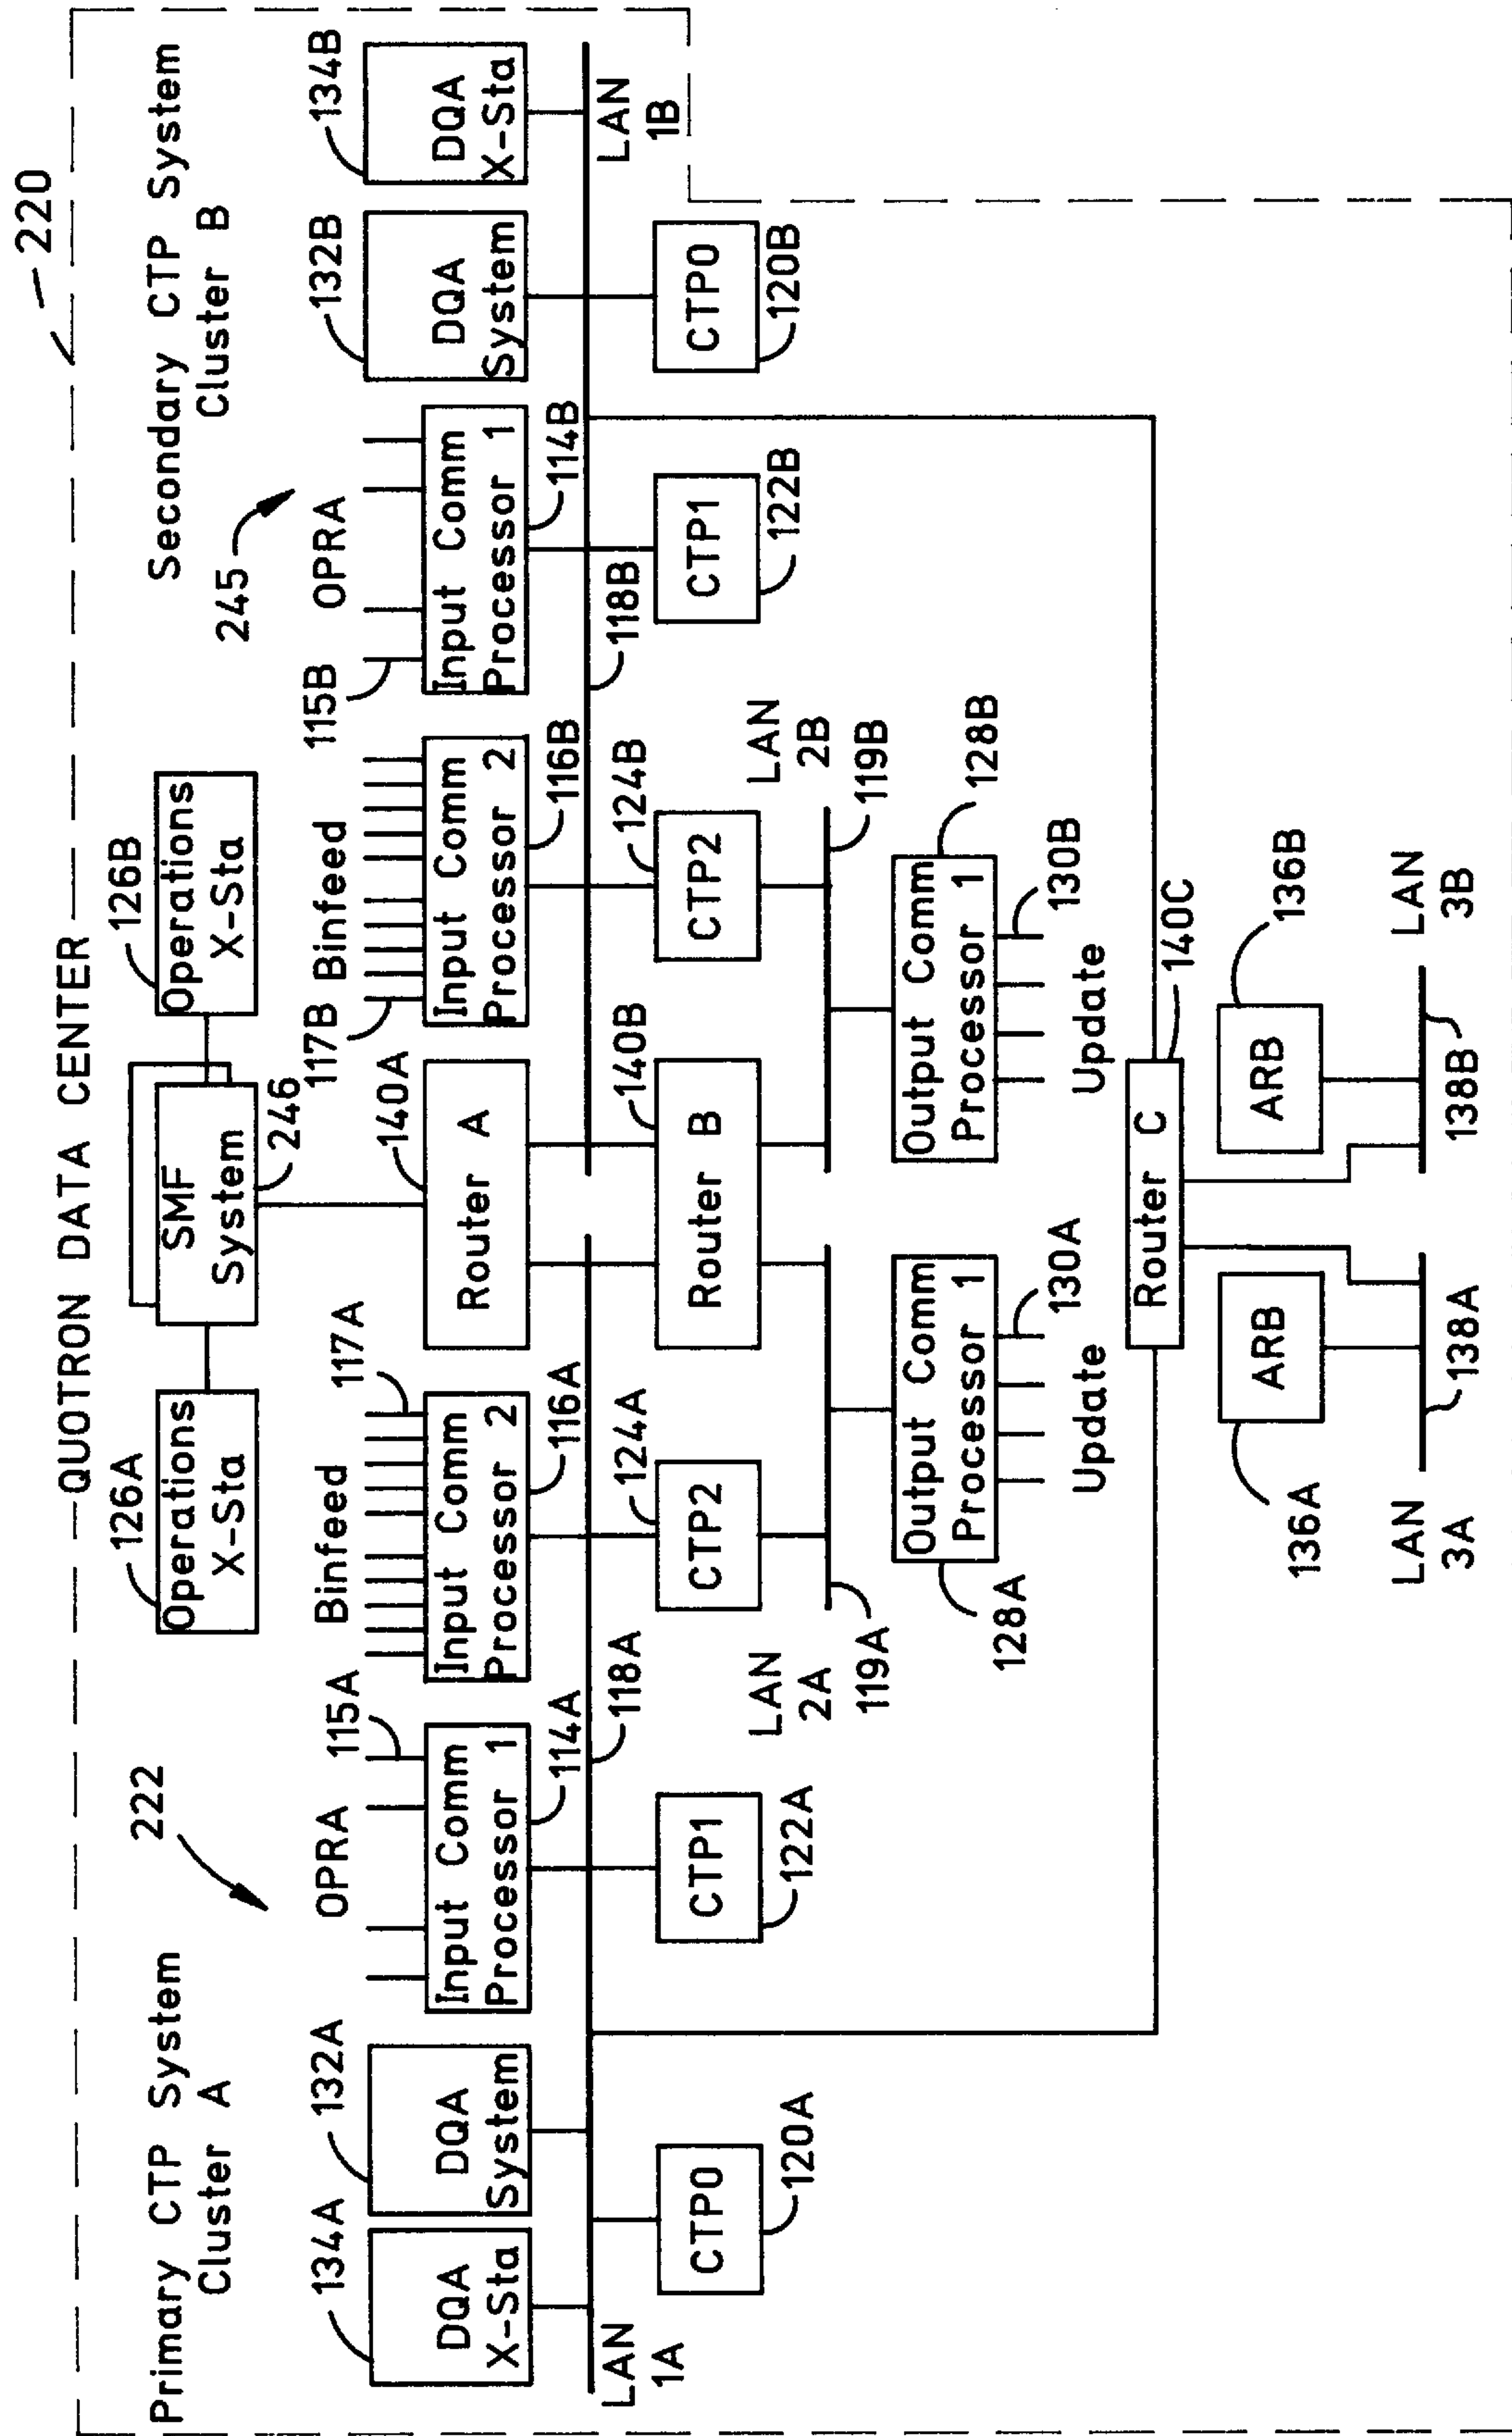 220
QUOTRON DATA CENTER
Primary CTP System
Cluster A
222
126A
Operations
X-Sta
SMF
System
246
Operations
X-Sta
126B
Secondary CTP System
Cluster B
245
134A
DQA
X-Sta
132A
DQA
System
OPRA
115A
Input Comm
Processor 1
114A
Binfeed
117A
Input Comm
Processor 2
116A
140A
Router A
117B
Binfeed
Input Comm
Processor 2
116B
115B
OPRA
Input Comm
Processor 1
114B
132B
DQA
System
134B
DQA
X-Sta
LAN
1A
118A
118B
LAN
1B
CTP0
120A
CTP1
122A
124A
CTP2
140B
Router B
124B
CTP2
CTP1
122B
CTP0
120B
LAN
2A
119A
LAN
2B
119B
128A
Output Comm
Processor 1
130A
Update
Output Comm
Processor 1
128B
130B
Update
Router C
140C
136A
ARB
ARB
136B
LAN
3A
138A
138B
LAN
3B